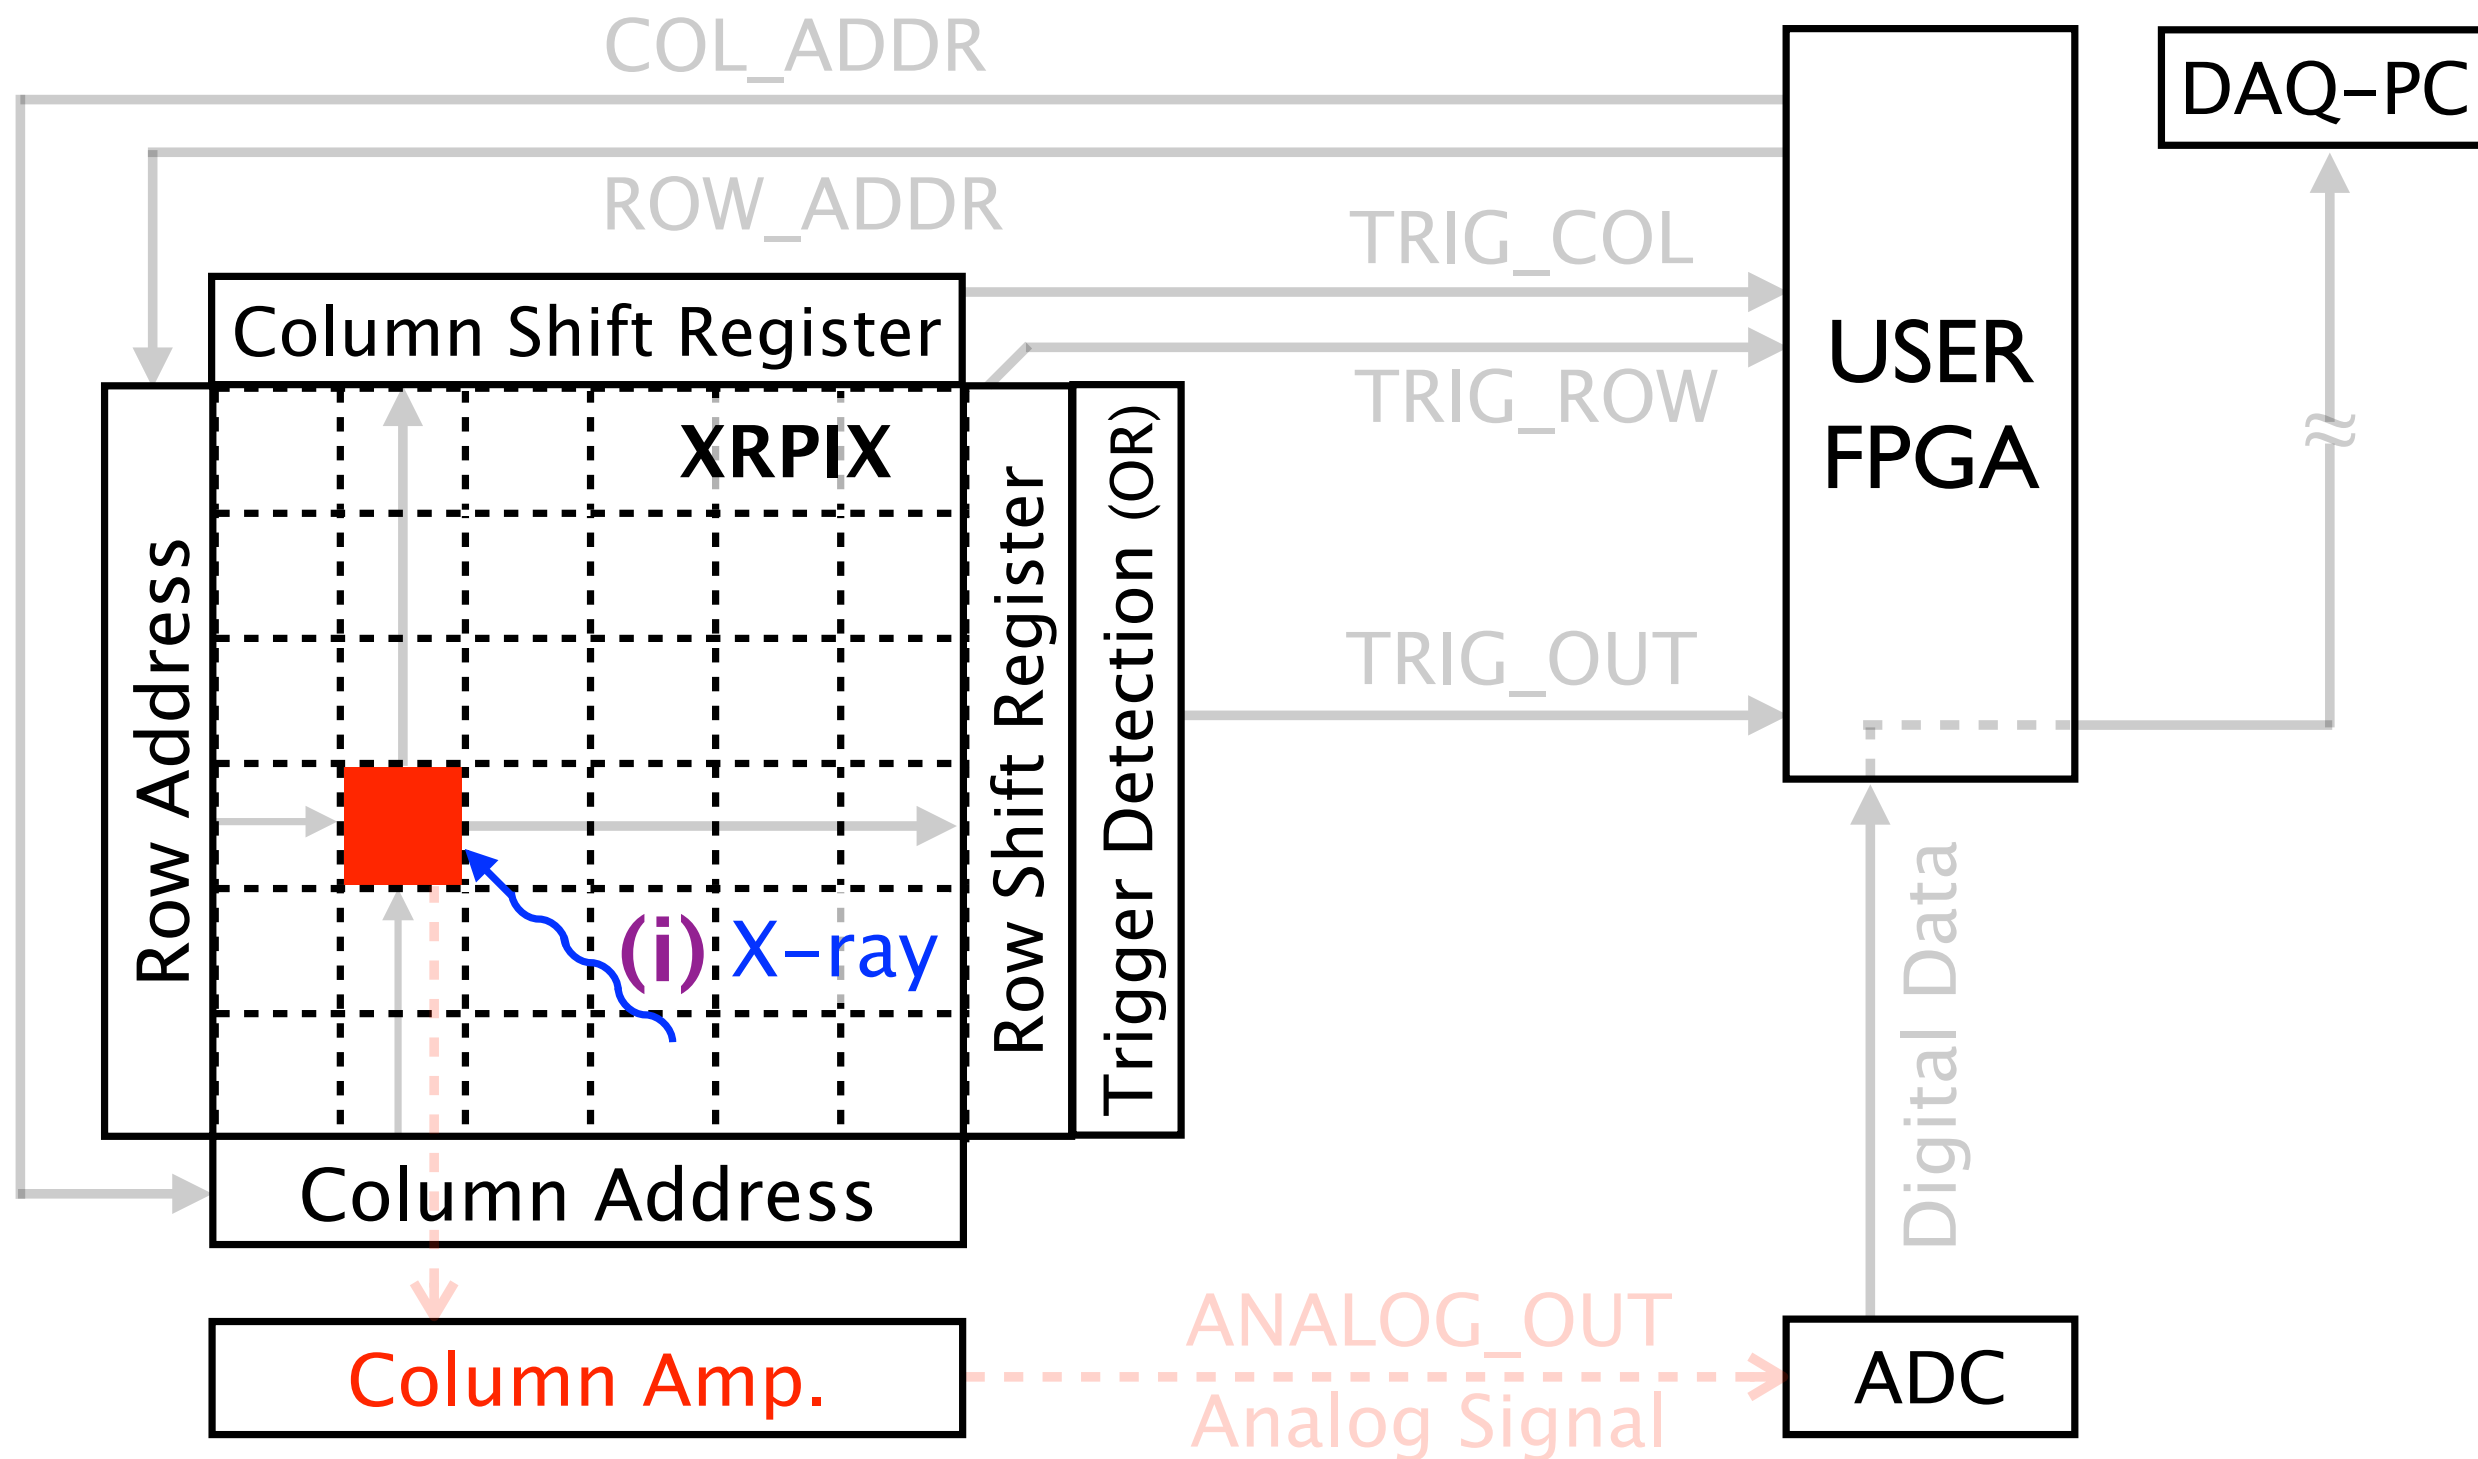 COL_ADDR
DAQ-PC
ROW_ADDR
TRIG_COL
Column Shift Register
USER
FPGA
TRIG_ROW
XRPIX
Row Address
Row Shift Register
Trigger Detection (OR)
TRIG_OUT
(i) X-ray
Digital Data
Column Address
ANALOG_OUT
Column Amp.
ADC
Analog Signal